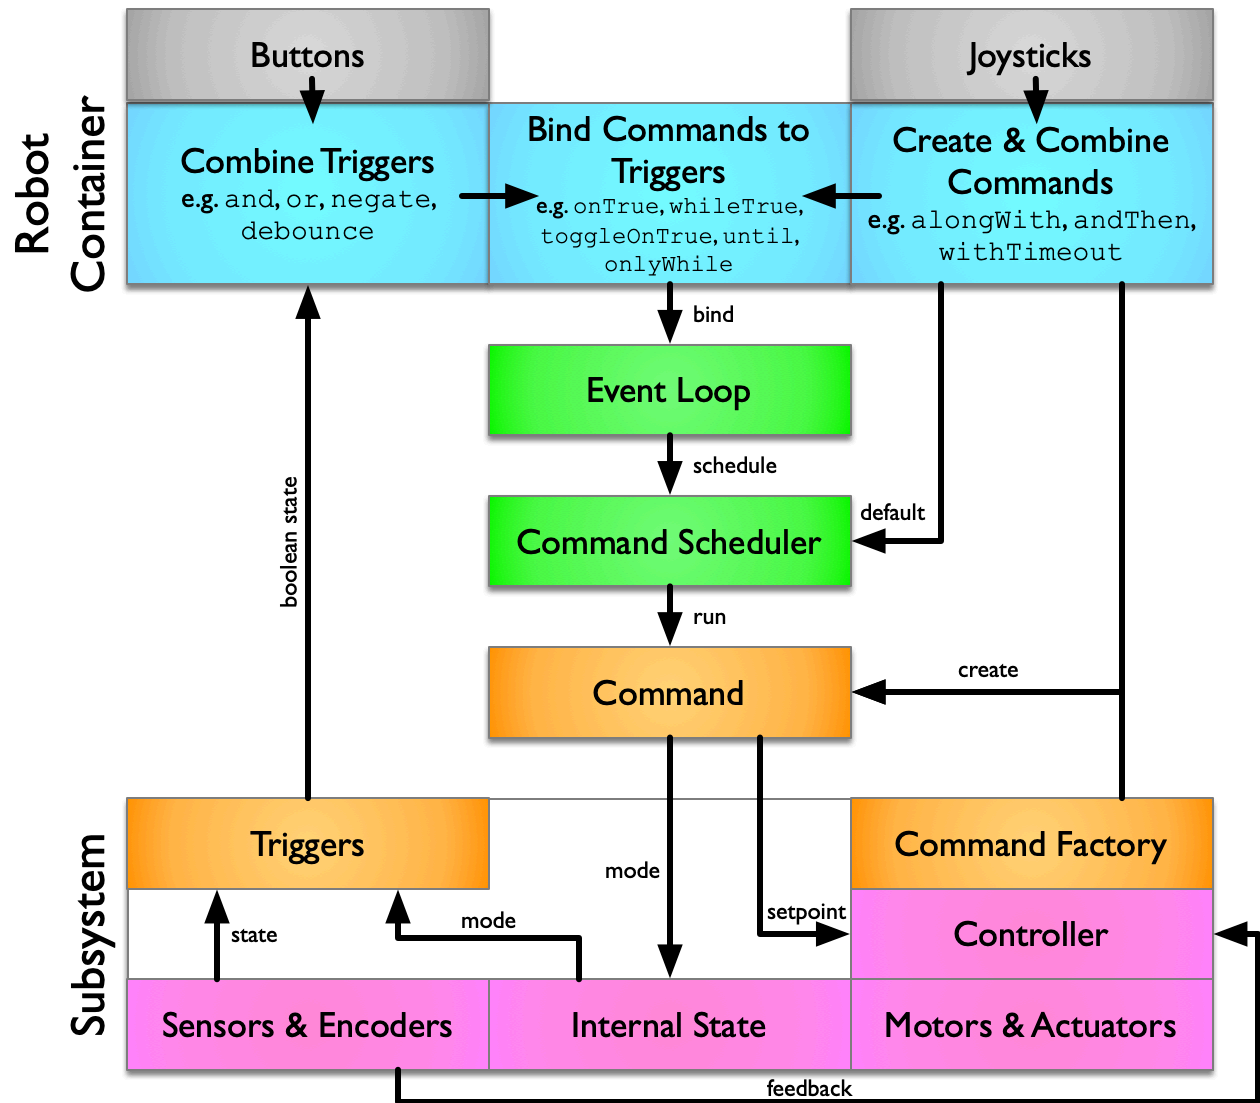 Buttons
Joysticks
Robot
Container
Combine Triggers
e.g. and, or, negate,
debounce
Bind Commands to
Triggers
e.g. onTrue, whileTrue,
toggleOnTrue, until,
onlyWhile
Create & Combine
Commands
e.g. alongWith, andThen,
withTimeout
bind
Event Loop
schedule
boolean state
default
Command Scheduler
run
Command
create
Subsystem
Triggers
Command Factory
mode
setpoint
state
mode
Controller
Sensors & Encoders
Internal State
Motors & Actuators
feedback